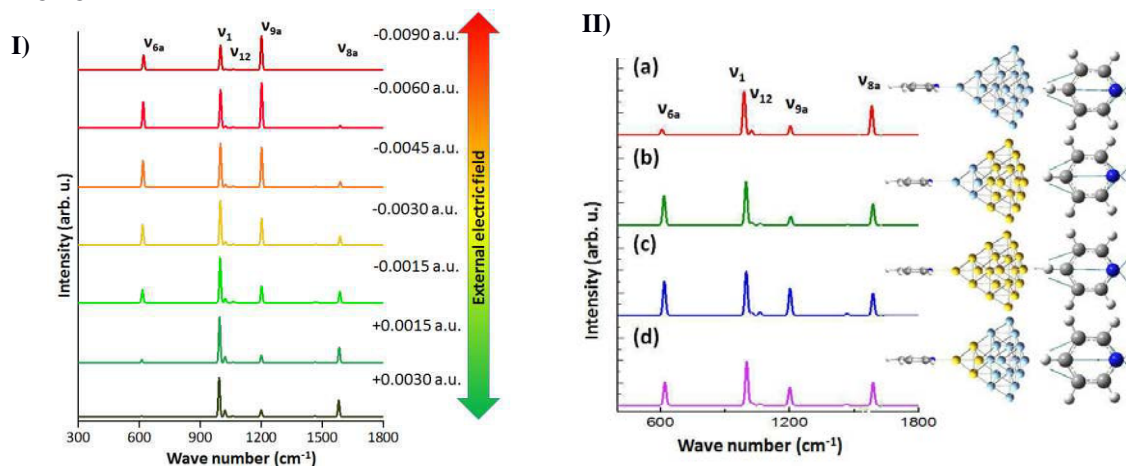 I)
ν6a
ν1
ν12
ν9a
ν8a
-0.0090 a.u.
-0.0060 a.u.
-0.0045 a.u.
-0.0030 a.u.
-0.0015 a.u.
+0.0015 a.u.
+0.0030 a.u.
External electric field
Intensity (arb. u.)
300 600 900 1200 1500 1800
Wave number (cm⁻¹)
II)
(a)
ν6a
ν1
ν12
ν9a
ν8a
(b)
(c)
(d)
Intensity (arb. u.)
600 1200 1800
Wave number (cm⁻¹)